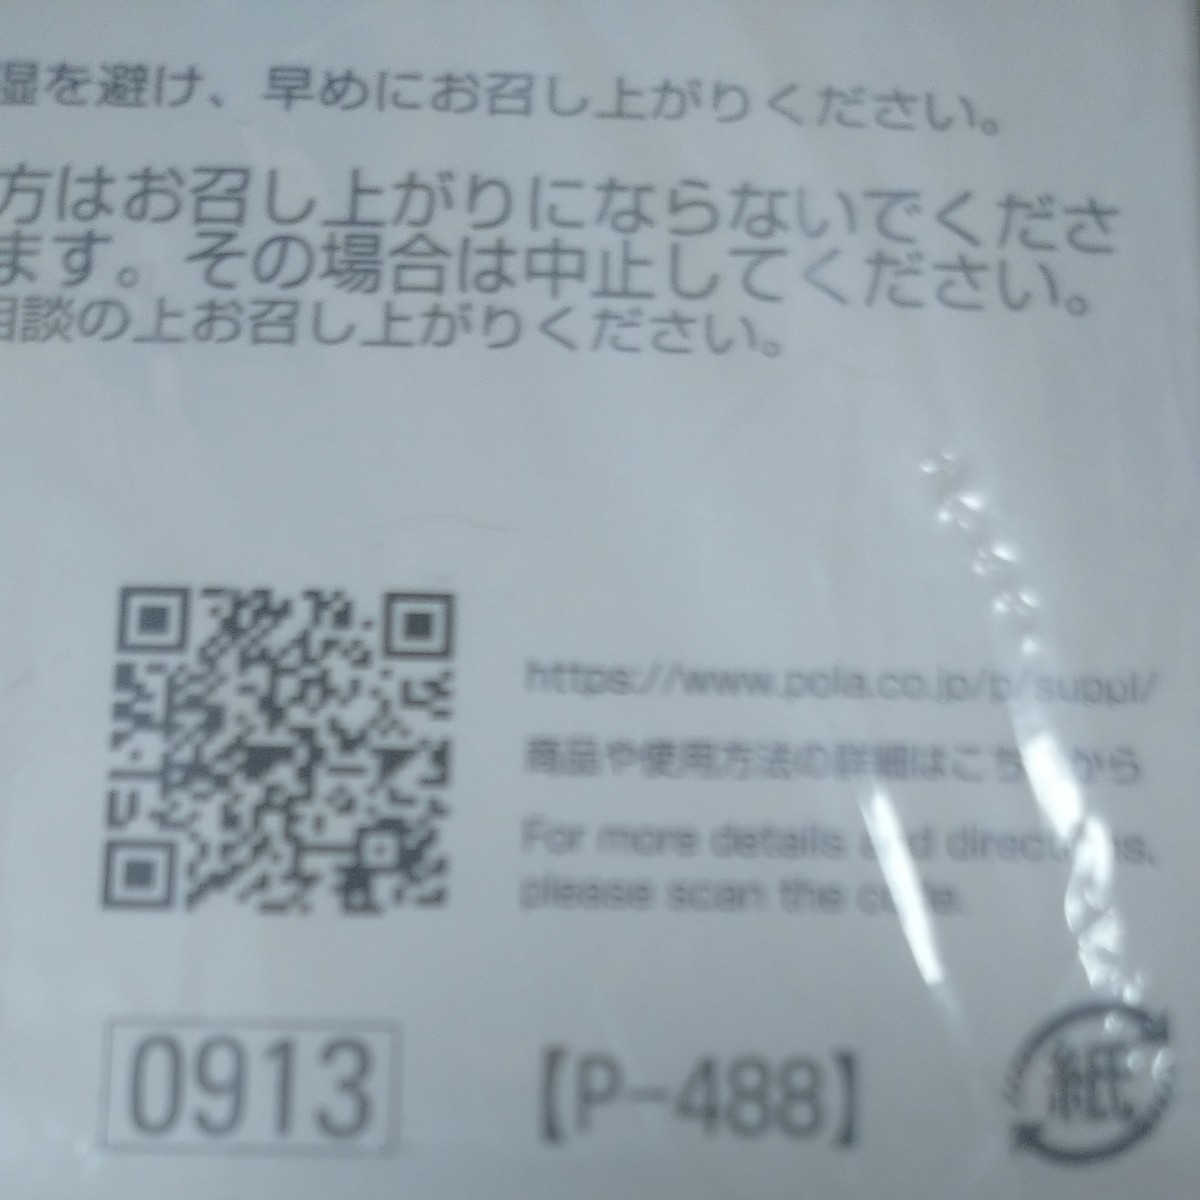 湿を避け、早めにお召し上がりください。
方はお召し上がりにならないでくださ
ます。その場合は中止してください。
相談の上お召し上がりください。
https://www.pola.co.jp/p/suppl/
商品や使用方法の詳細はこちらから
For more details and directions,
please scan the code.
0913
【P-488】
紙